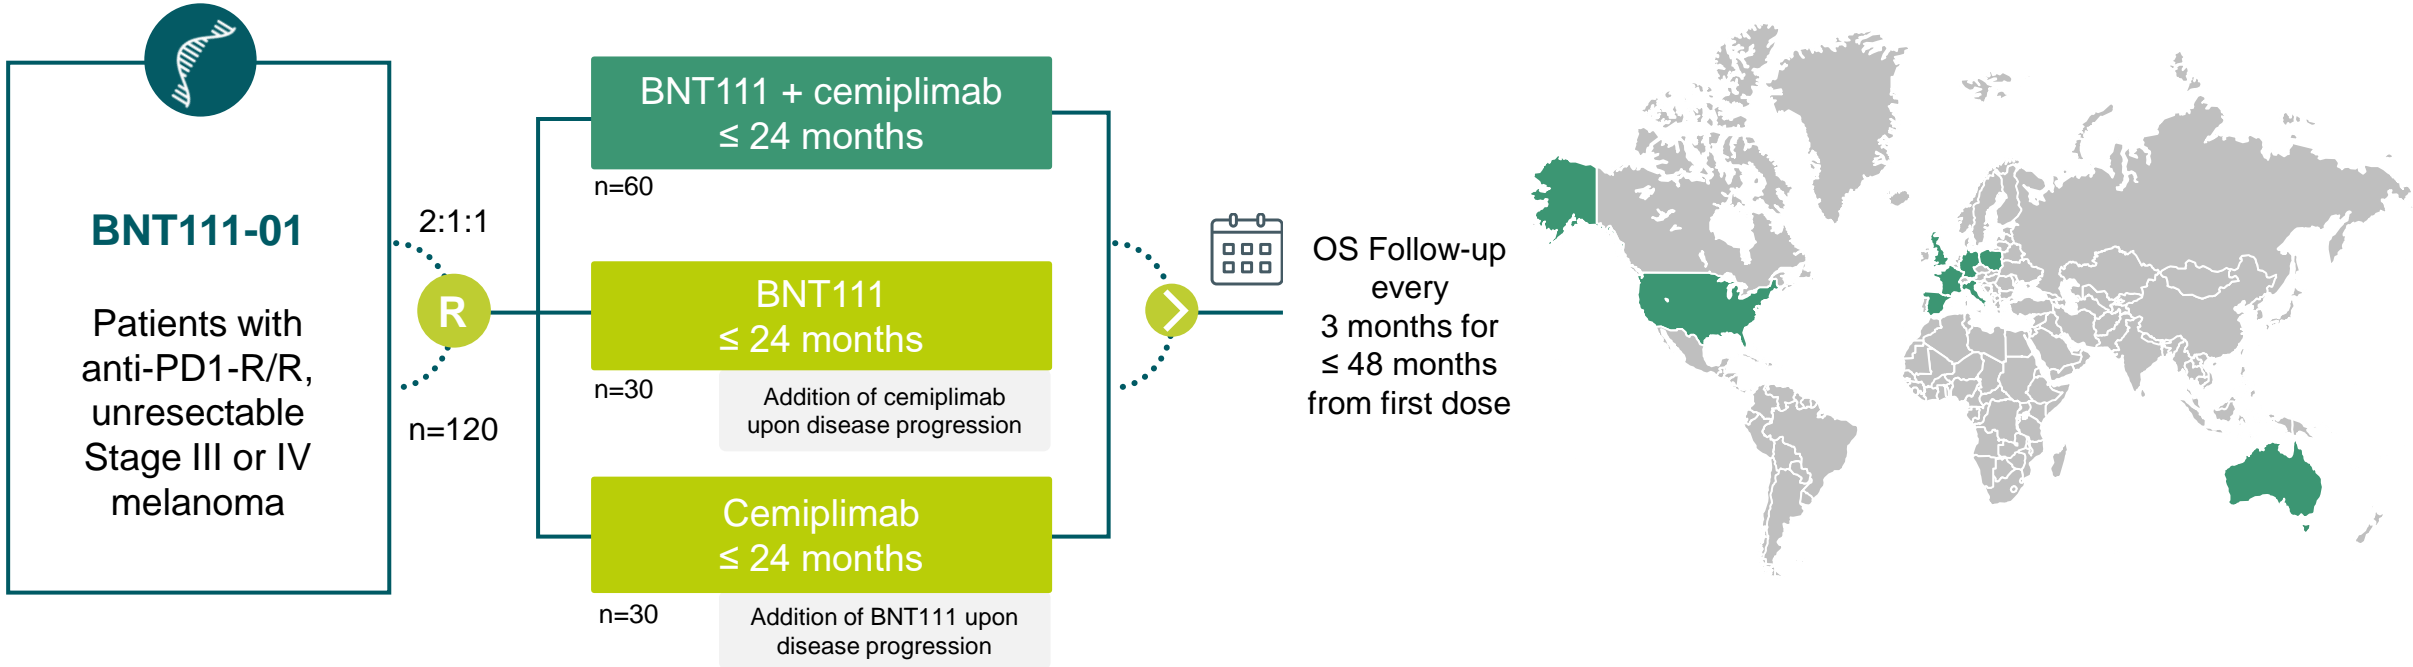 BNT111-01
Patients with
anti-PD1-R/R,
unresectable
Stage III or IV
melanoma
2:1:1
R
n=120
BNT111 + cemiplimab
≤ 24 months
n=60
BNT111
≤ 24 months
n=30
Addition of cemiplimab
upon disease progression
Cemiplimab
≤ 24 months
n=30
Addition of BNT111 upon
disease progression
OS Follow-up
every
3 months for
≤ 48 months
from first dose